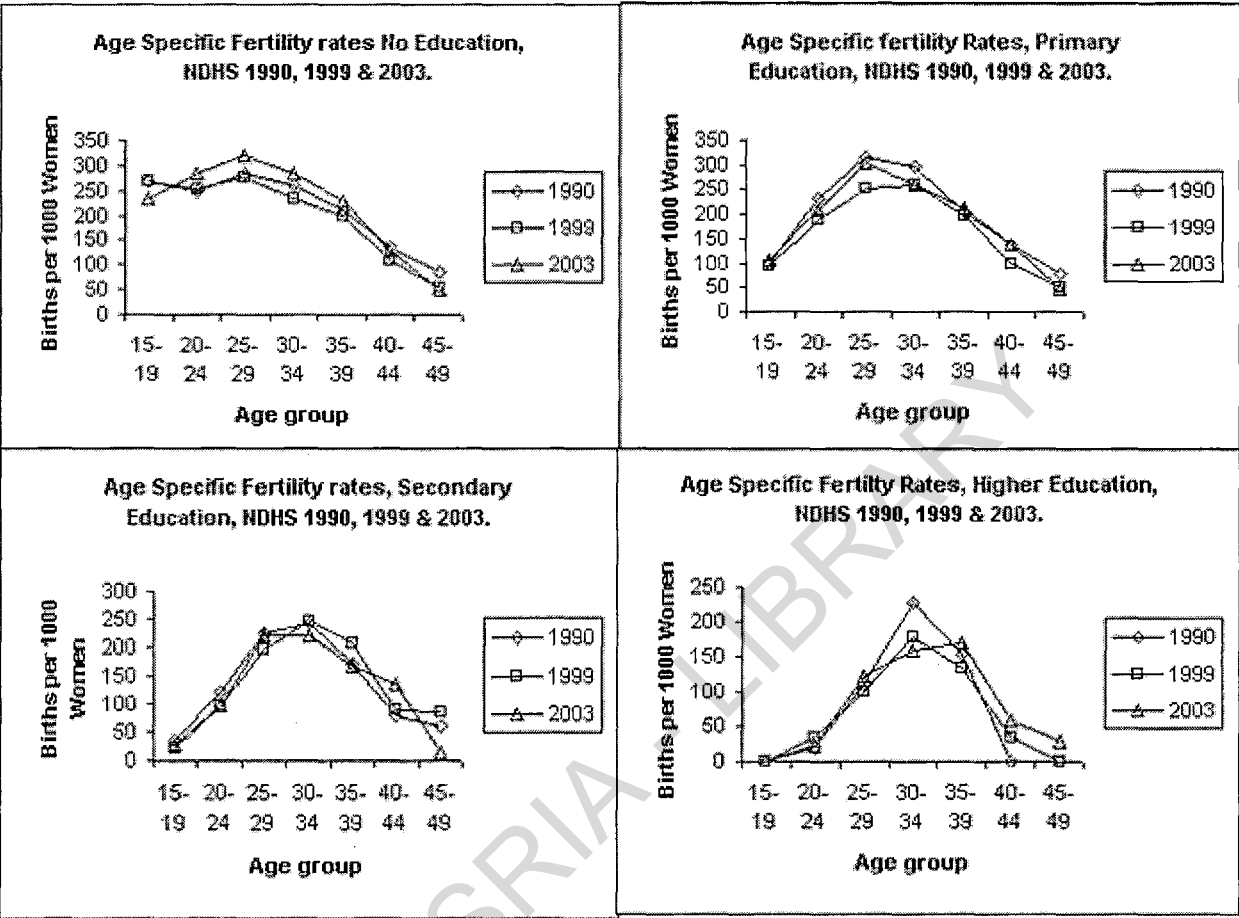 Age Specific Fertility rates No Education,
NDHS 1990, 1999 & 2003.
Births per 1000 Women
350
300
250
200
150
100
50
0
15-19 20-24 25-29 30-34 35-39 40-44 45-49
Age group
1990
1999
2003
Age Specific fertility Rates, Primary
Education, NDHS 1990, 1999 & 2003.
Births per 1000 Women
350
300
250
200
150
100
50
0
15-19 20-24 25-29 30-34 35-39 40-44 45-49
Age group
1990
1999
2003
Age Specific Fertility rates, Secondary
Education, NDHS 1990, 1999 & 2003.
Births per 1000
Women
300
250
200
150
100
50
0
15-19 20-24 25-29 30-34 35-39 40-44 45-49
Age group
1990
1999
2003
Age Specific Fertilty Rates, Higher Education,
NDHS 1990, 1999 & 2003.
Births per 1000 Women
250
200
150
100
50
0
15-19 20-24 25-29 30-34 35-39 40-44 45-49
Age group
1990
1999
2003
SRIA - LIBRARY